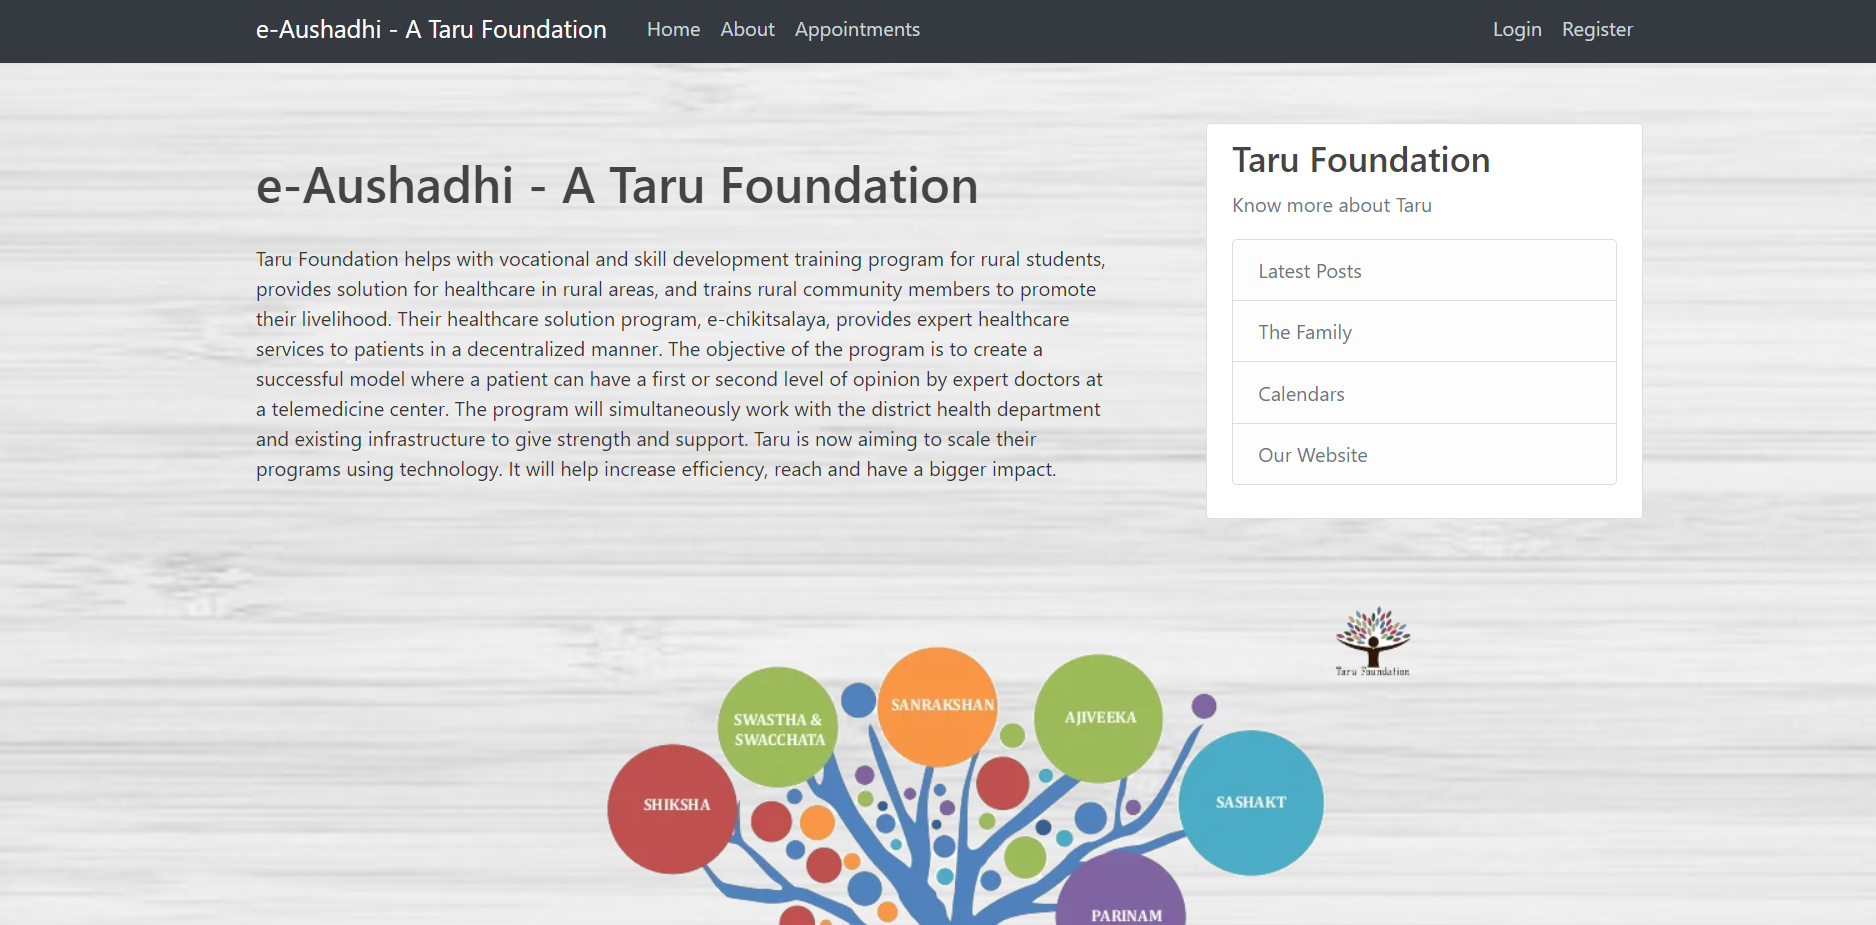 e-Aushadhi - A Taru Foundation Home About Appointments Login Register
e-Aushadhi - A Taru Foundation
Taru Foundation helps with vocational and skill development training program for rural students,
provides solution for healthcare in rural areas, and trains rural community members to promote
their livelihood. Their healthcare solution program, e-chikitsalaya, provides expert healthcare
services to patients in a decentralized manner. The objective of the program is to create a
successful model where a patient can have a first or second level of opinion by expert doctors at
a telemedicine center. The program will simultaneously work with the district health department
and existing infrastructure to give strength and support. Taru is now aiming to scale their
programs using technology. It will help increase efficiency, reach and have a bigger impact.
Taru Foundation
Know more about Taru
Latest Posts
The Family
Calendars
Our Website
Taru Foundation
SANRAKSHAN
SWASTHA &
SWACCHATA
AJIVEEKA
SHIKSHA
SASHAKT
PARINAM